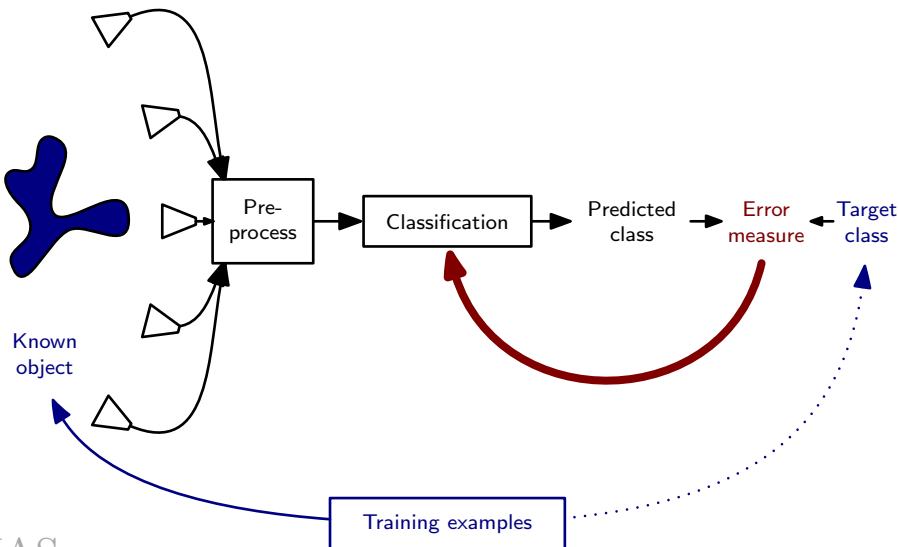 Pre-
process
Classification
Predicted
class
Error
measure
Target
class
Known
object
Training examples